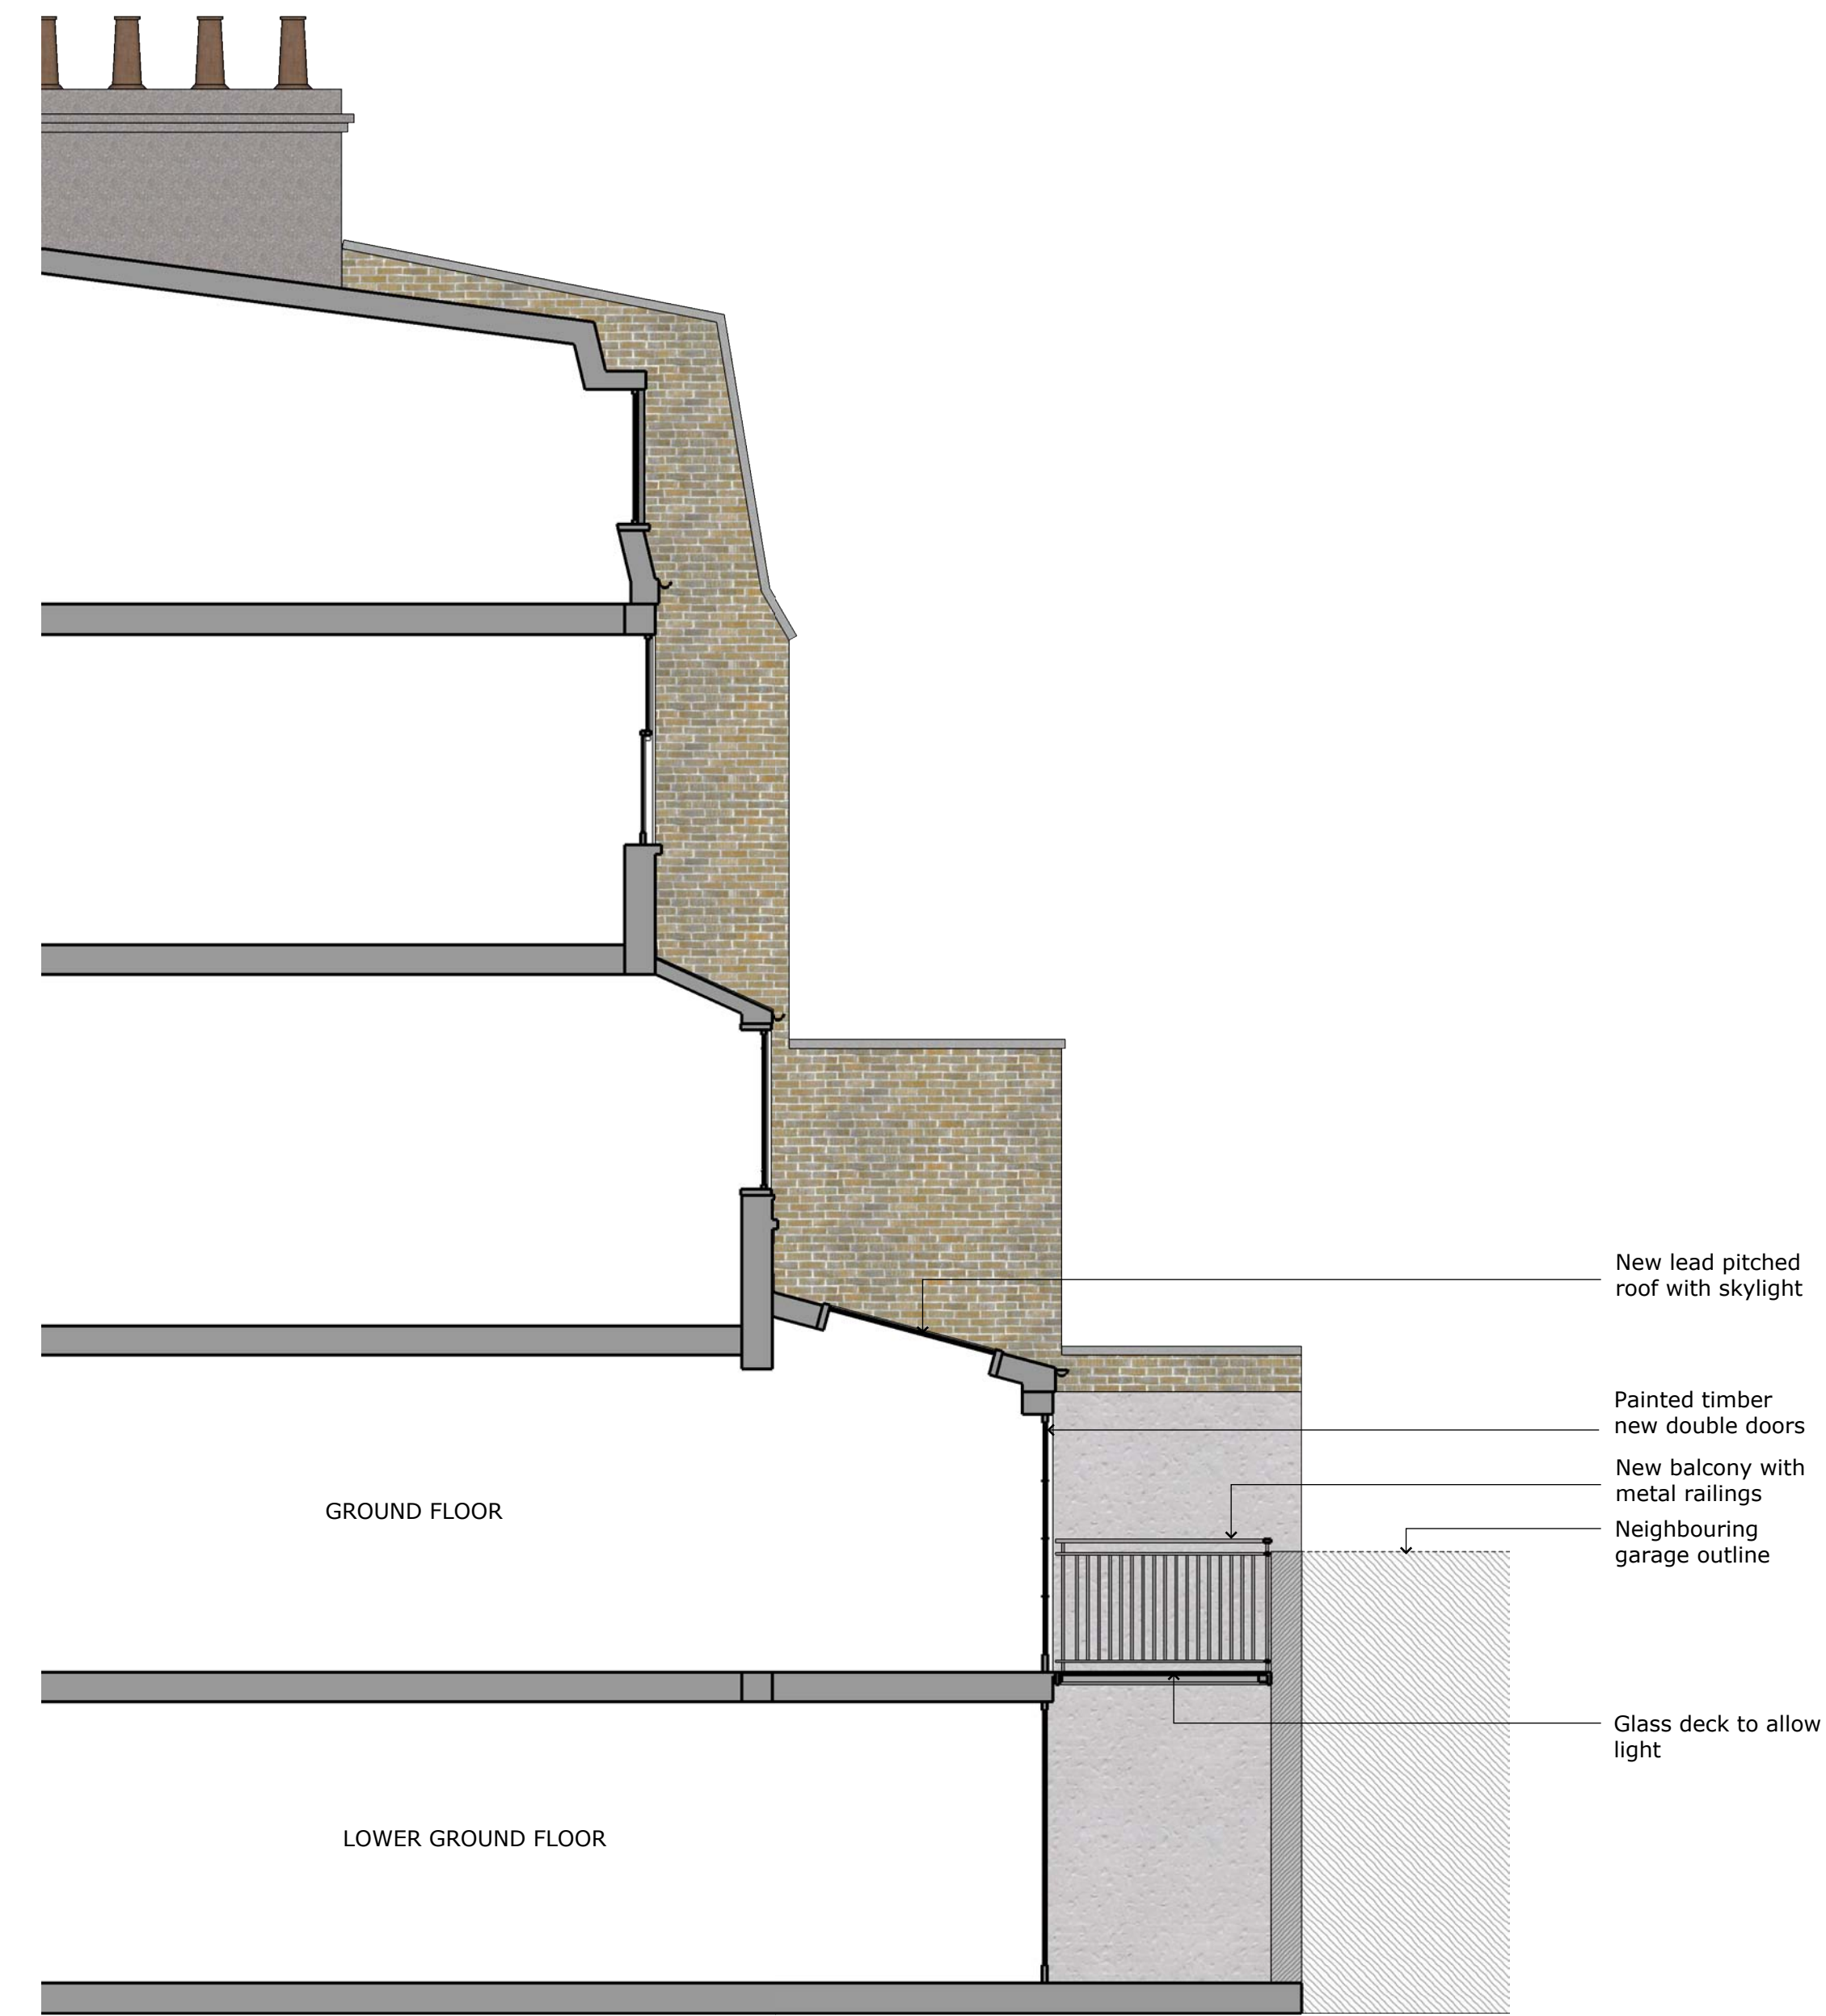 New lead pitched
roof with skylight
Painted timber
new double doors
New balcony with
metal railings
GROUND FLOOR
Neighbouring
garage outline
Glass deck to allow
light
LOWER GROUND FLOOR